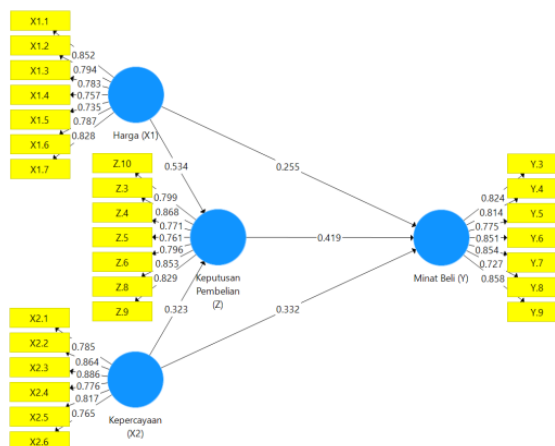 X1.1
X1.2
X1.3
X1.4
X1.5
X1.6
X1.7
0.852
0.794
0.783
0.757
0.735
0.787
0.828
Harga (X1)
0.534
0.255
Z.10
Z.3
Z.4
Z.5
Z.6
Z.8
Z.9
0.799
0.868
0.771
0.761
0.796
0.853
0.829
Keputusan
Pembelian
(Z)
0.419
0.323
0.332
Y.3
Y.4
Y.5
Y.6
Y.7
Y.8
Y.9
0.824
0.814
0.775
0.851
0.854
0.727
0.858
Minat Beli (Y)
X2.1
X2.2
X2.3
X2.4
X2.5
X2.6
0.785
0.864
0.886
0.776
0.817
0.765
Kepercayaan
(X2)